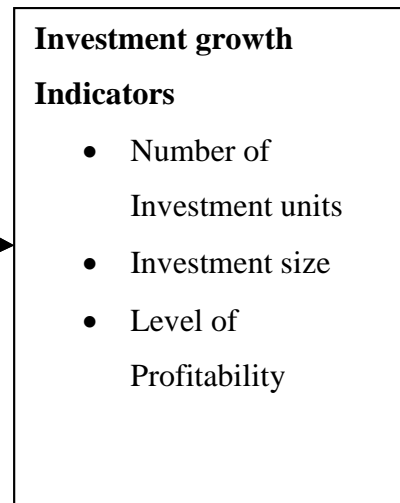 Investment growth
Indicators
• Number of
Investment units
• Investment size
• Level of
Profitability